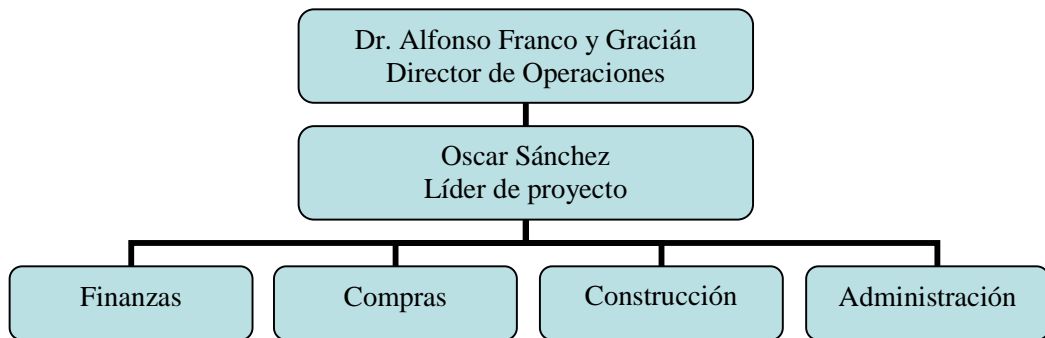 Dr. Alfonso Franco y Gracián
Director de Operaciones
Oscar Sánchez
Líder de proyecto
Finanzas
Compras
Construcción
Administración